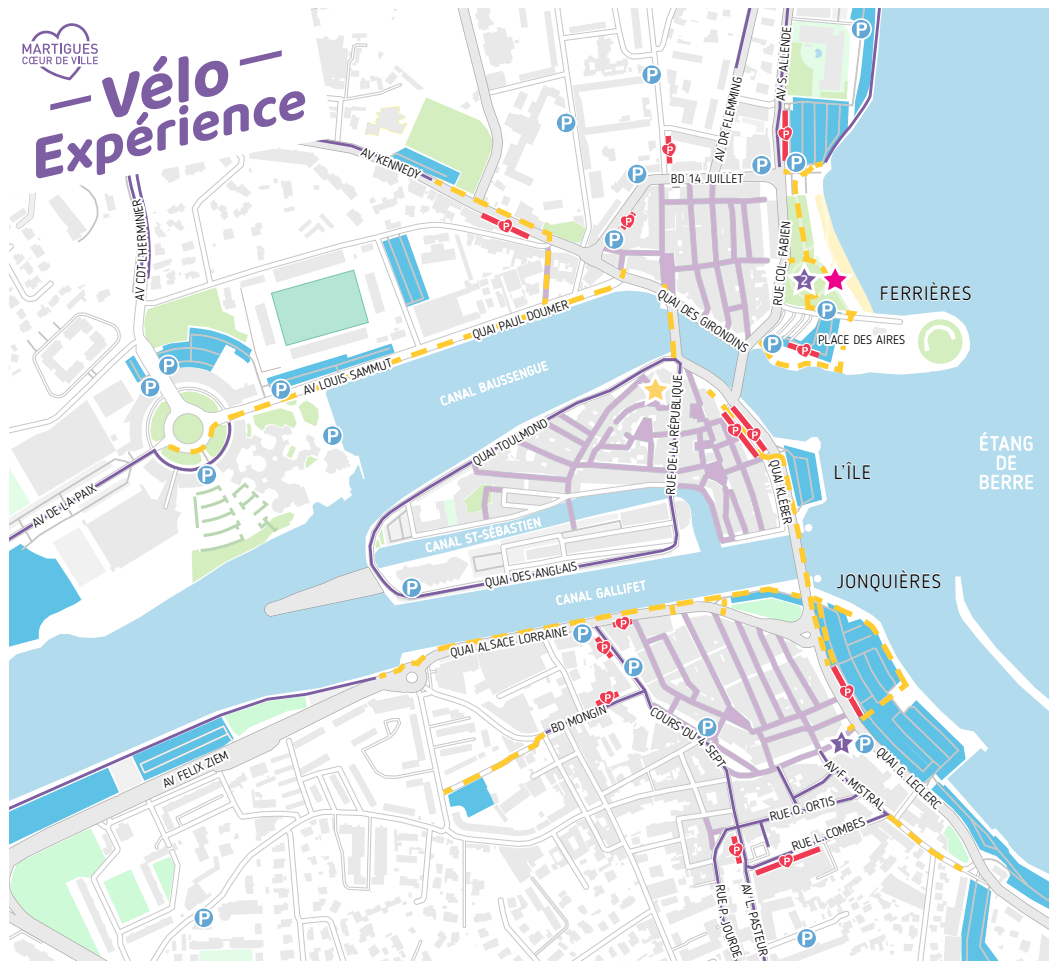 MARTIGUES
CŒUR DE VILLE
Vélo
Expérience
P
P
P
AV S. ALLENDE
AV DR FLEMMING
P
AV KENNEDY
P
P
P
P
BD 14 JUILLET
P
AV CDT LHERMINIER
P
P
P
RUE COL. FABIEN
2
FERRIÈRES
QUAI PAUL DOUMER
QUAI DES GIRONDINS
P
PLACE DES AIRES
P
P
P
P
P
AV LOUIS SAMMUT
CANAL BAUSSENGUE
RUE DE LA RÉPUBLIQUE
QUAI TOULMOND
P
P
P
P
ÉTANG
DE
BERRE
L'ÎLE
QUAI KLÉBER
AV DE LA PAIX
CANAL ST-SÉBASTIEN
QUAI DES ANGLAIS
P
JONQUIÈRES
CANAL GALLIFET
QUAI ALSACE LORRAINE
P
P
P
P
P
P
BD MONGIN
COURS DU 4 SEPT
P
1
P
QUAI G. LECLERC
AV FELIX ZIEM
AV F. MISTRAL
RUE O. ORTIS
RUE L. COMBES
P
P
RUE P. JOURDE
AV L. PASTEUR
P
P